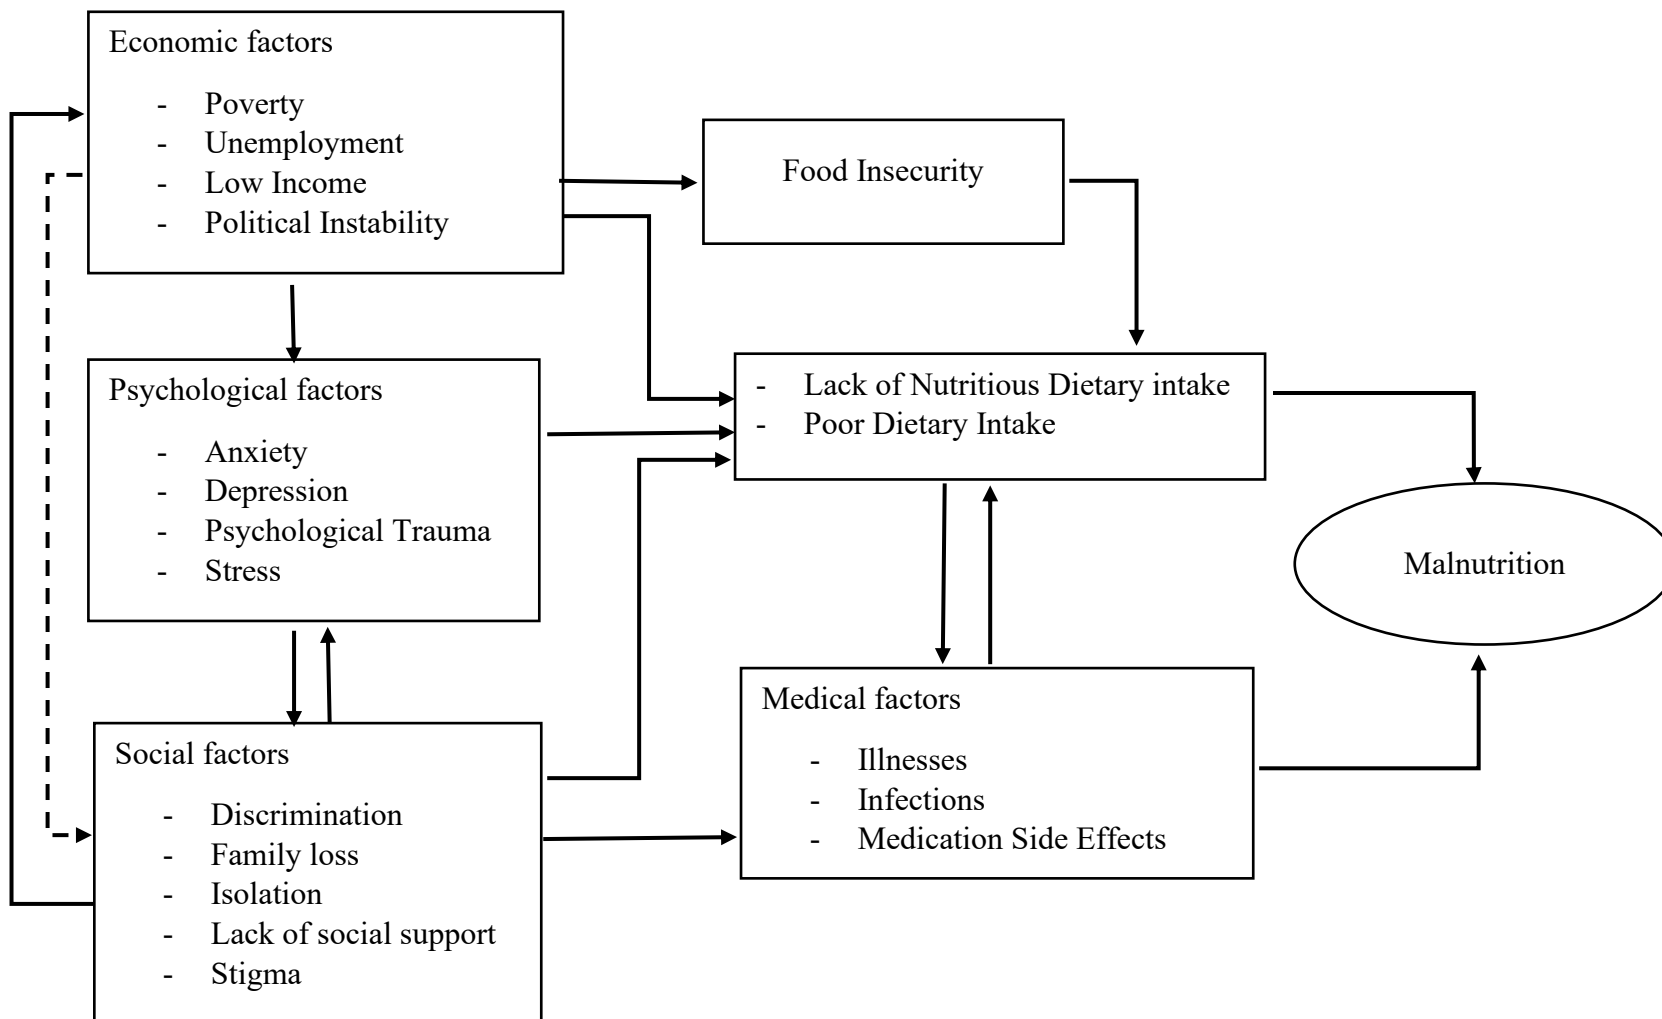 Economic factors
- Poverty
- Unemployment
- Low Income
- Political Instability
Food Insecurity
Psychological factors
- Anxiety
- Depression
- Psychological Trauma
- Stress
- Lack of Nutritious Dietary intake
- Poor Dietary Intake
Malnutrition
Social factors
- Discrimination
- Family loss
- Isolation
- Lack of social support
- Stigma
Medical factors
- Illnesses
- Infections
- Medication Side Effects